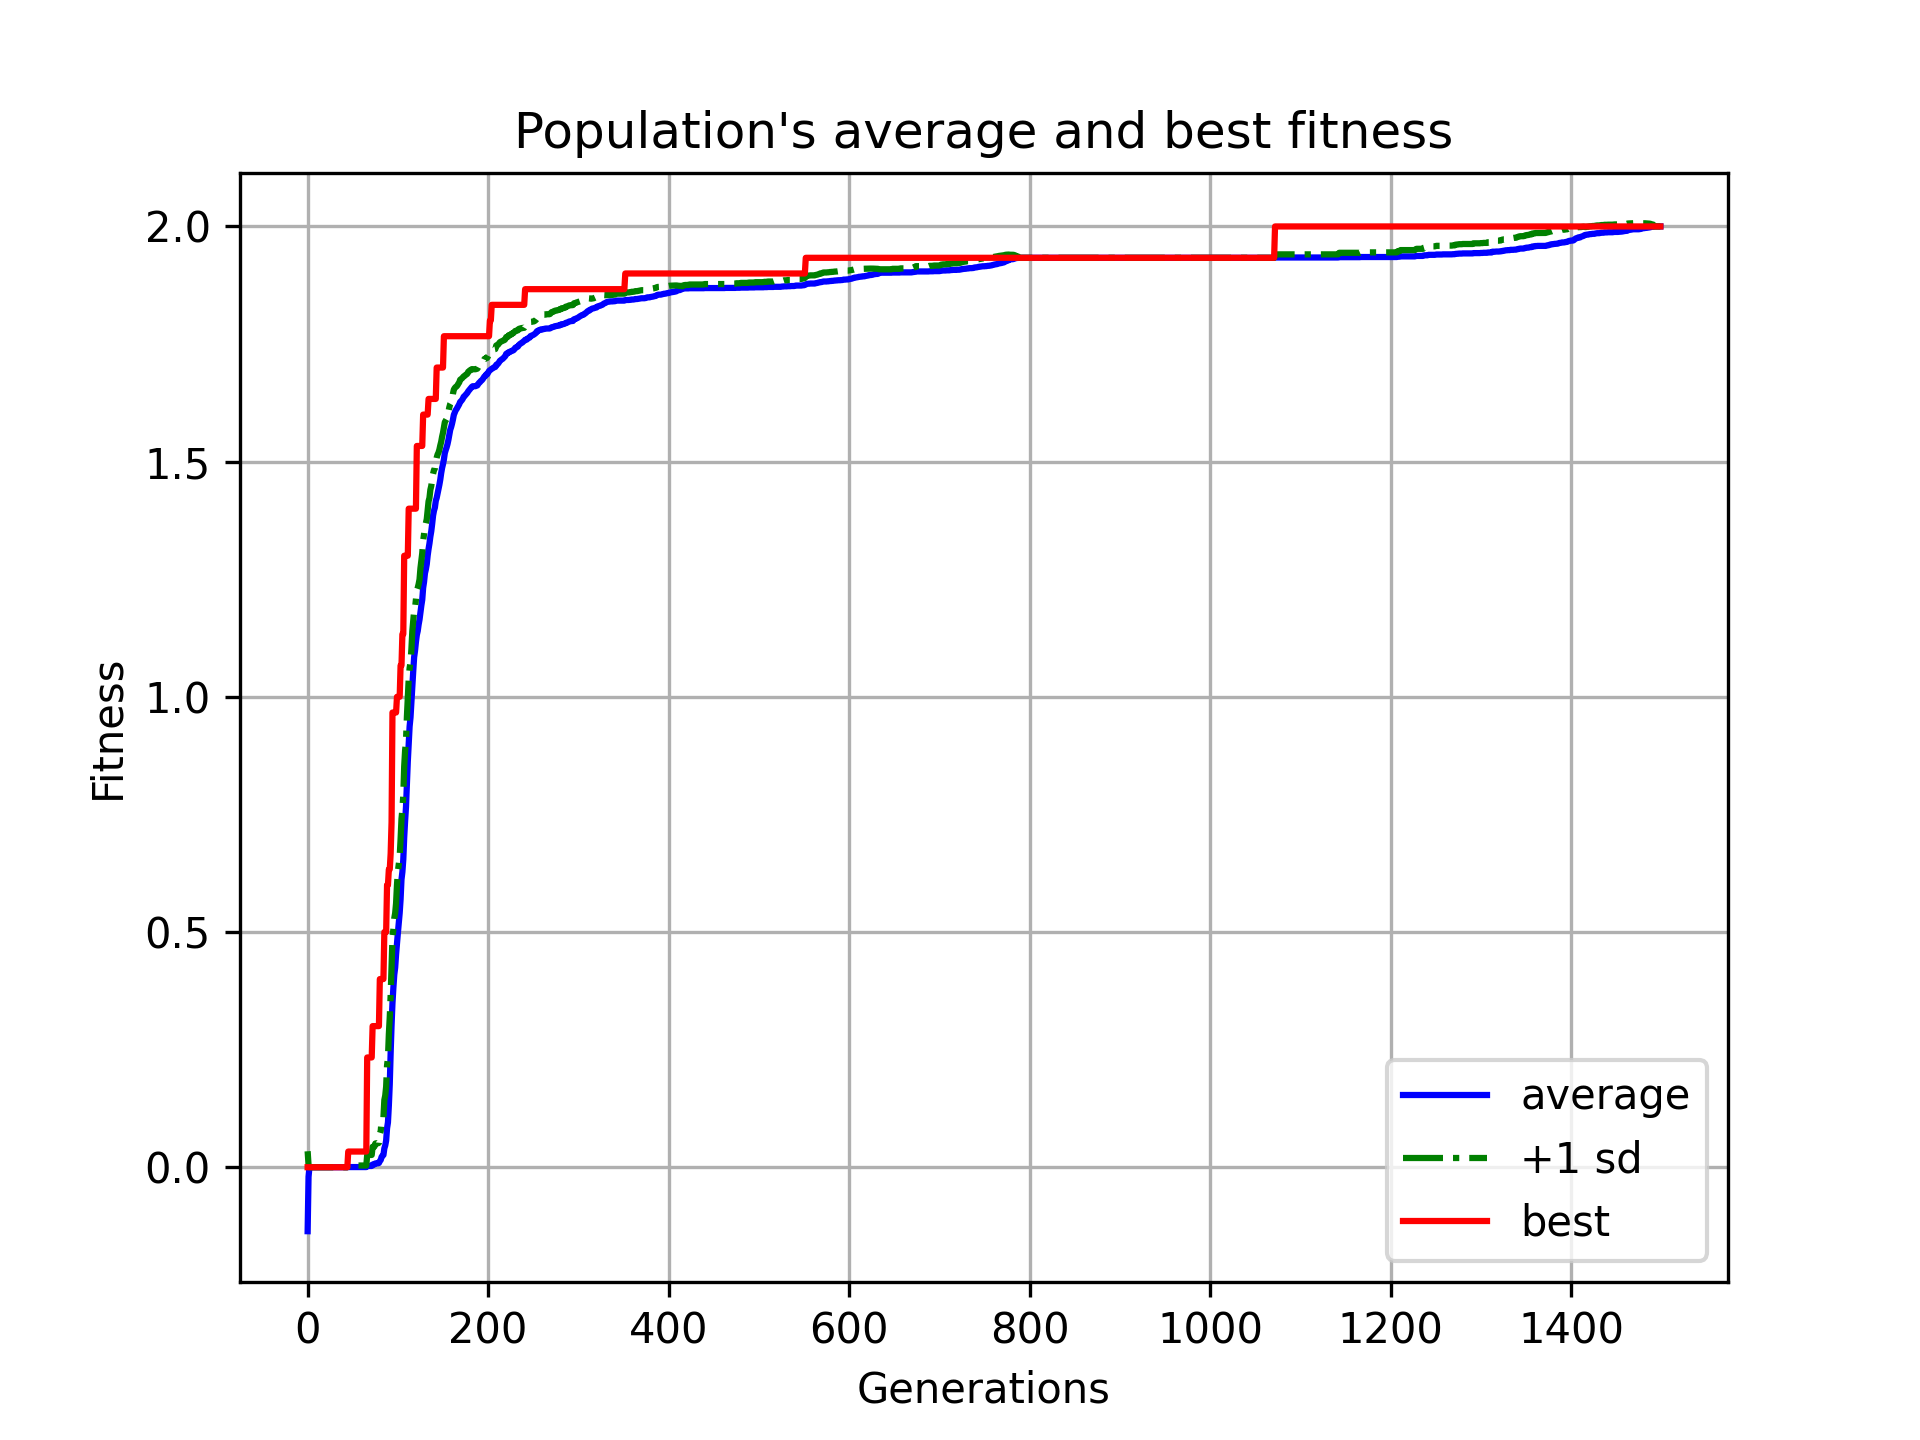 Population's average and best fitness
Fitness
2.0
1.5
1.0
0.5
0.0
average
+1 sd
best
0 200 400 600 800 1000 1200 1400
Generations